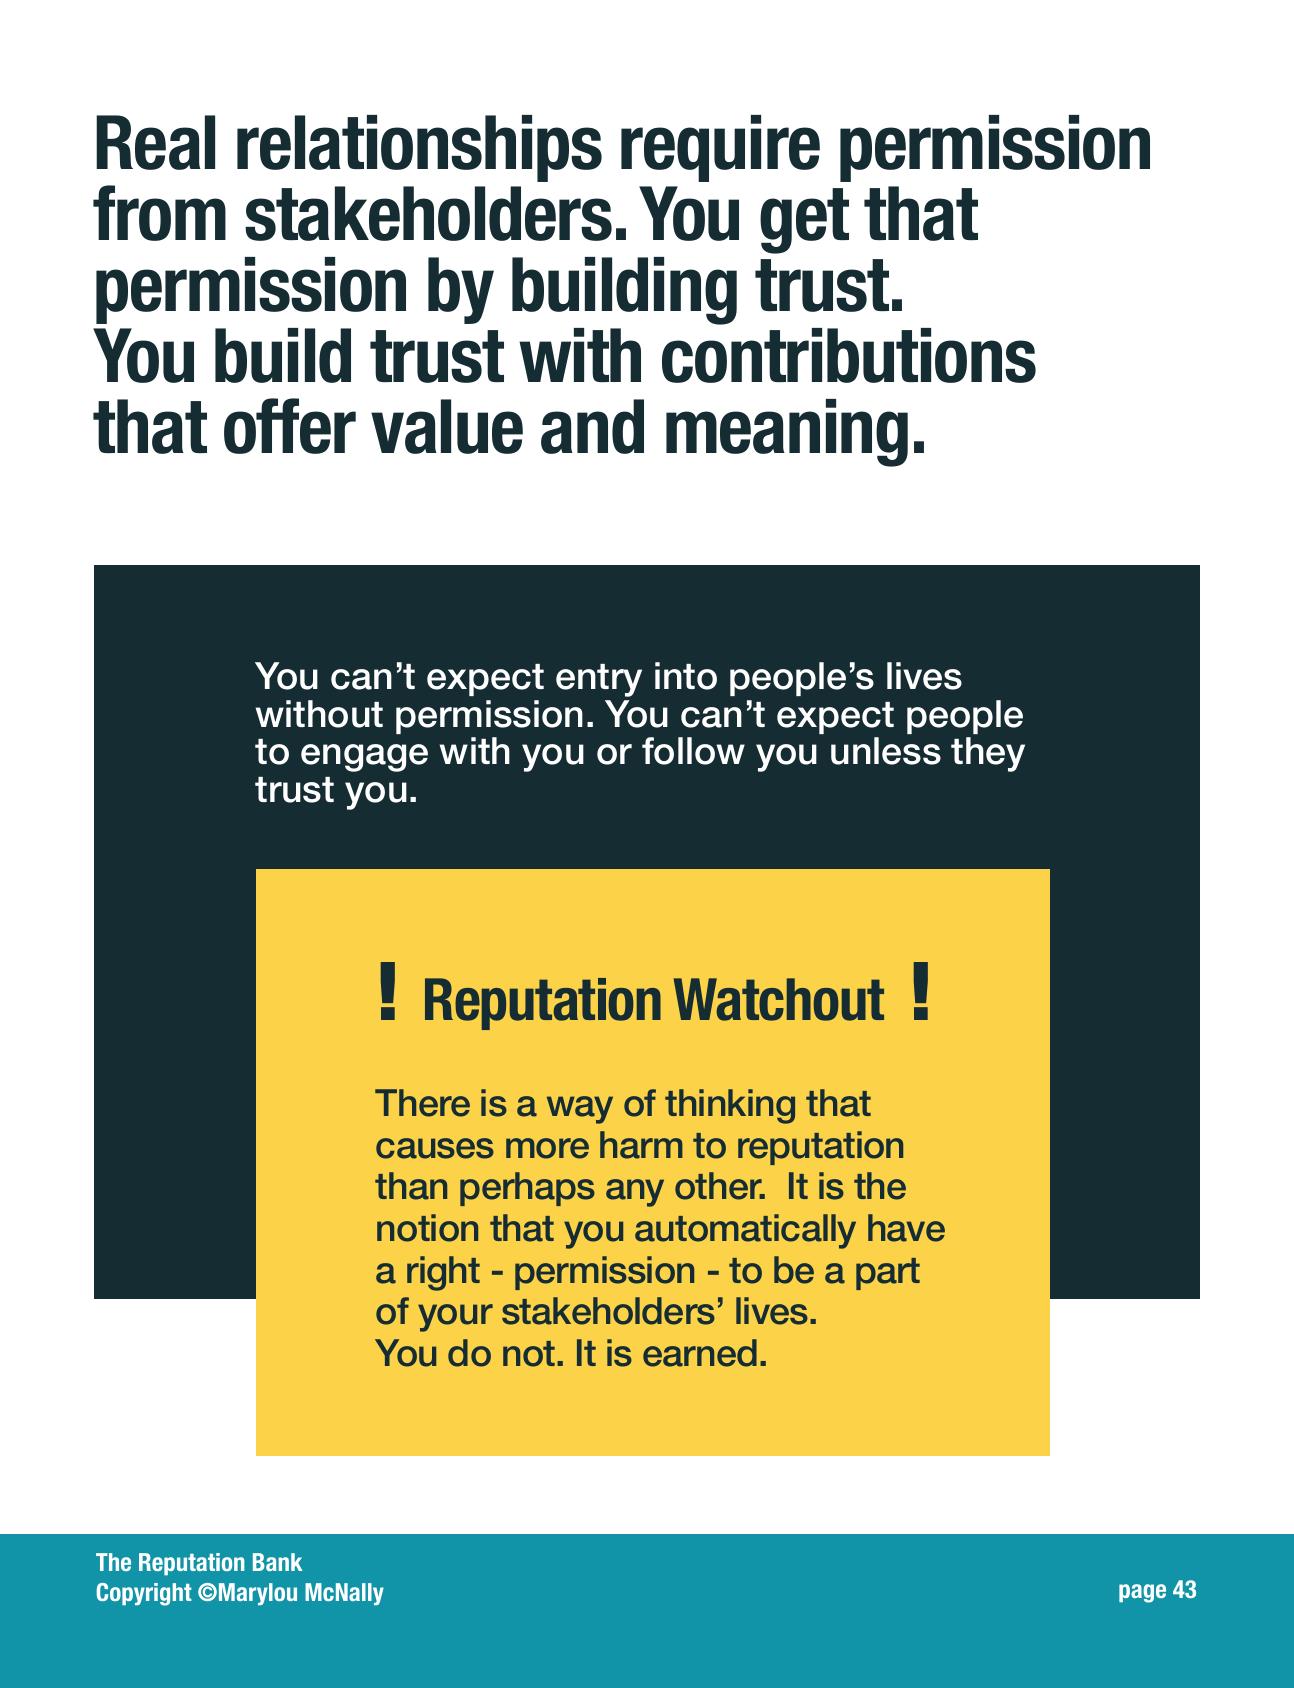 Real relationships require permission
from stakeholders. You get that
permission by building trust.
You build trust with contributions
that offer value and meaning.
You can’t expect entry into people’s lives
without permission. You can’t expect people
to engage with you or follow you unless they
trust you.
! Reputation Watchout !
There is a way of thinking that
causes more harm to reputation
than perhaps any other.  It is the
notion that you automatically have
a right - permission - to be a part
of your stakeholders’ lives.
You do not. It is earned.
The Reputation Bank
Copyright ©Marylou McNally
page 43